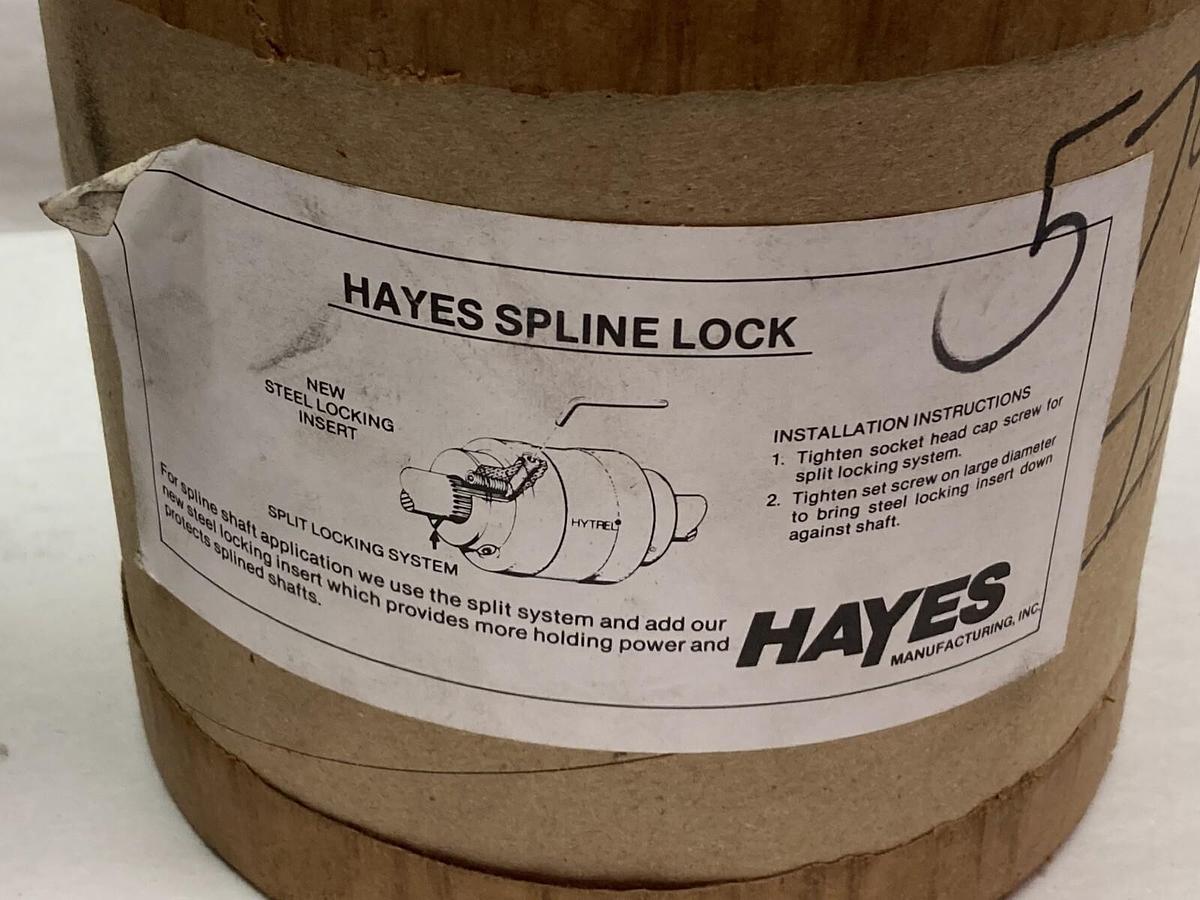 HAYES SPLINE LOCK
NEW
STEEL LOCKING
INSERT
SPLIT LOCKING SYSTEM
HYTREL
INSTALLATION INSTRUCTIONS
1. Tighten socket head cap screw for
split locking system.
2. Tighten set screw on large diameter
to bring steel locking insert down
against shaft.
For spline shaft application we use the split system and add our
new steel locking insert which provides more holding power and
protects splined shafts.
HAYES
MANUFACTURING, INC.
5